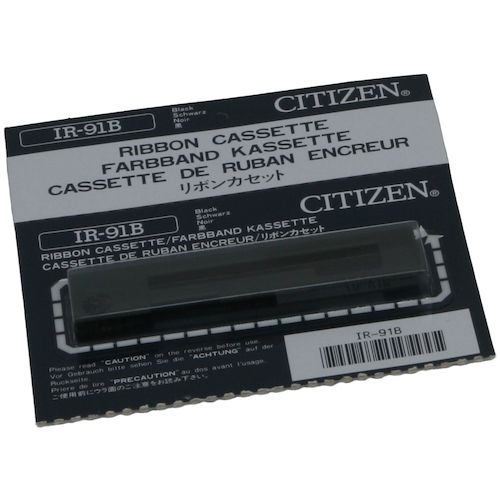 IR-91B
Black
Schwarz
Noir
黒
CITIZEN®
RIBBON CASSETTE
FARBBAND KASSETTE
CASSETTE DE RUBAN ENCREUR
リボンカセット
IR-91B
Black
Schwarz
Noir
黒
CITIZEN®
RIBBON CASSETTE/FARBBAND KASSETTE
CASSETTE DE RUBAN ENCREUR/リボンカセット
Please read "CAUTION" on the reverse before use.
Vor Gebrauch bitte sehen Sie die "ACHTUNG" auf der
Rückseite.
Prière de lire "PRECAUTION" au dos avant l'usage.
ご使用前にウラ面のご注意をお読み下さい。
IR-91B